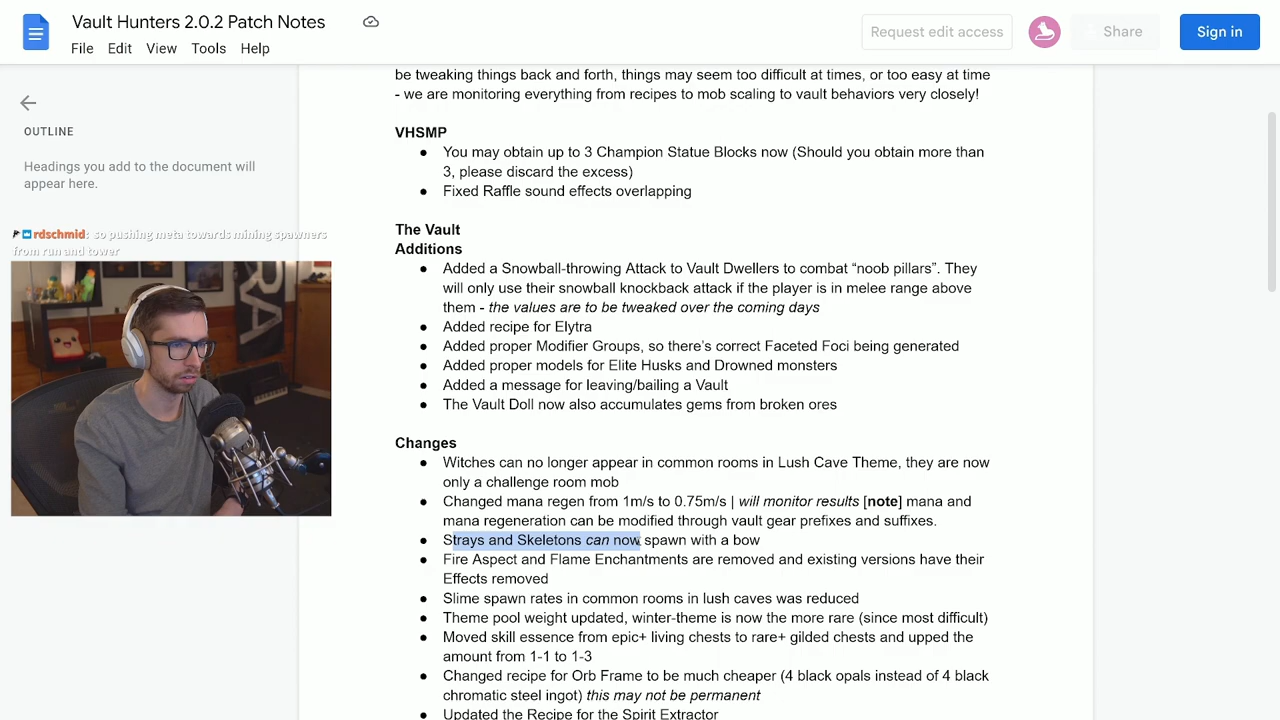 Vault Hunters 2.0.2 Patch Notes
File Edit View Tools Help
Request edit access
Share
Sign in
OUTLINE
Headings you add to the document will
appear here.
rdschmid: so pushing meta towards mining spawners
from run and tower
be tweaking things back and forth, things may seem too difficult at times, or too easy at time
- we are monitoring everything from recipes to mob scaling to vault behaviors very closely!
VHSMP
● You may obtain up to 3 Champion Statue Blocks now (Should you obtain more than
3, please discard the excess)
● Fixed Raffle sound effects overlapping
The Vault
Additions
● Added a Snowball-throwing Attack to Vault Dwellers to combat “noob pillars”. They
will only use their snowball knockback attack if the player is in melee range above
them - the values are to be tweaked over the coming days
● Added recipe for Elytra
● Added proper Modifier Groups, so there’s correct Faceted Foci being generated
● Added proper models for Elite Husks and Drowned monsters
● Added a message for leaving/bailing a Vault
● The Vault Doll now also accumulates gems from broken ores
Changes
● Witches can no longer appear in common rooms in Lush Cave Theme, they are now
only a challenge room mob
● Changed mana regen from 1m/s to 0.75m/s | will monitor results [note] mana and
mana regeneration can be modified through vault gear prefixes and suffixes.
● Strays and Skeletons can now spawn with a bow
● Fire Aspect and Flame Enchantments are removed and existing versions have their
Effects removed
● Slime spawn rates in common rooms in lush caves was reduced
● Theme pool weight updated, winter-theme is now the more rare (since most difficult)
● Moved skill essence from epic+ living chests to rare+ gilded chests and upped the
amount from 1-1 to 1-3
● Changed recipe for Orb Frame to be much cheaper (4 black opals instead of 4 black
chromatic steel ingot) this may not be permanent
● Updated the Recipe for the Spirit Extractor